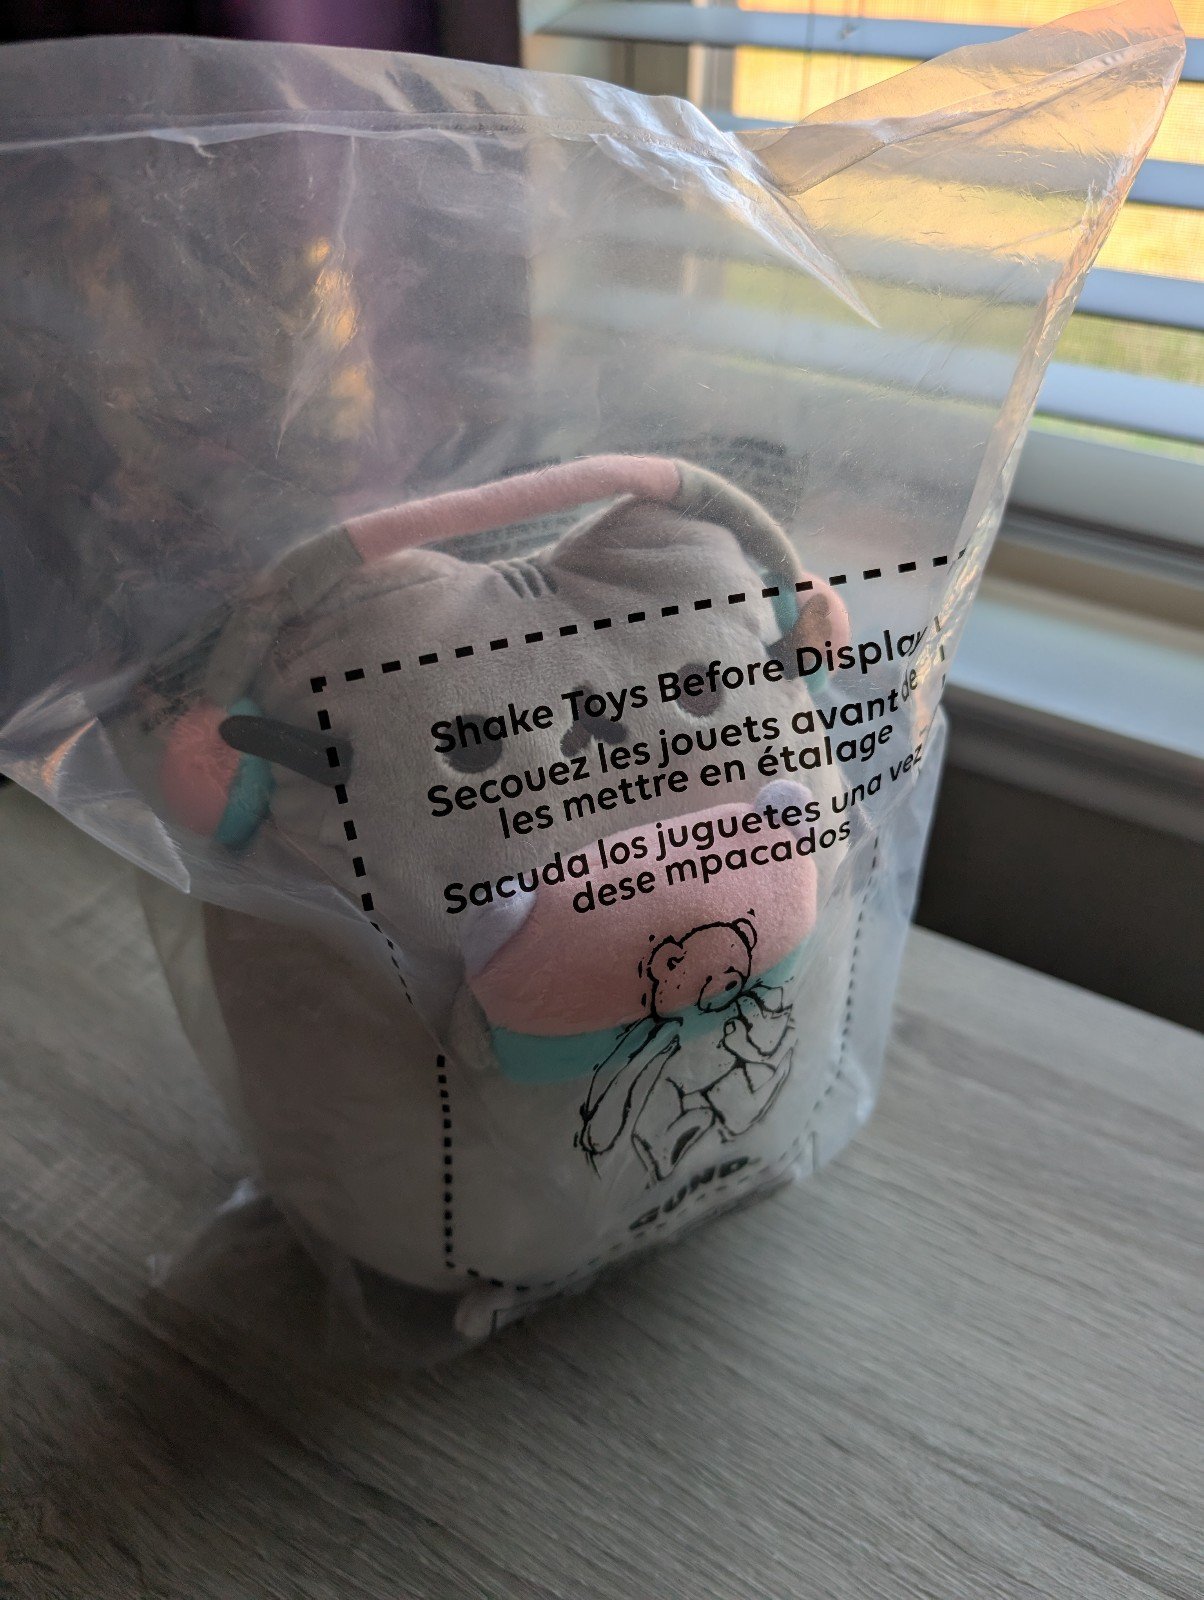 Shake Toys Before Display
Secouez les jouets avant de
les mettre en étalage
Sacuda los juguetes una vez
dese mpacados
GUND